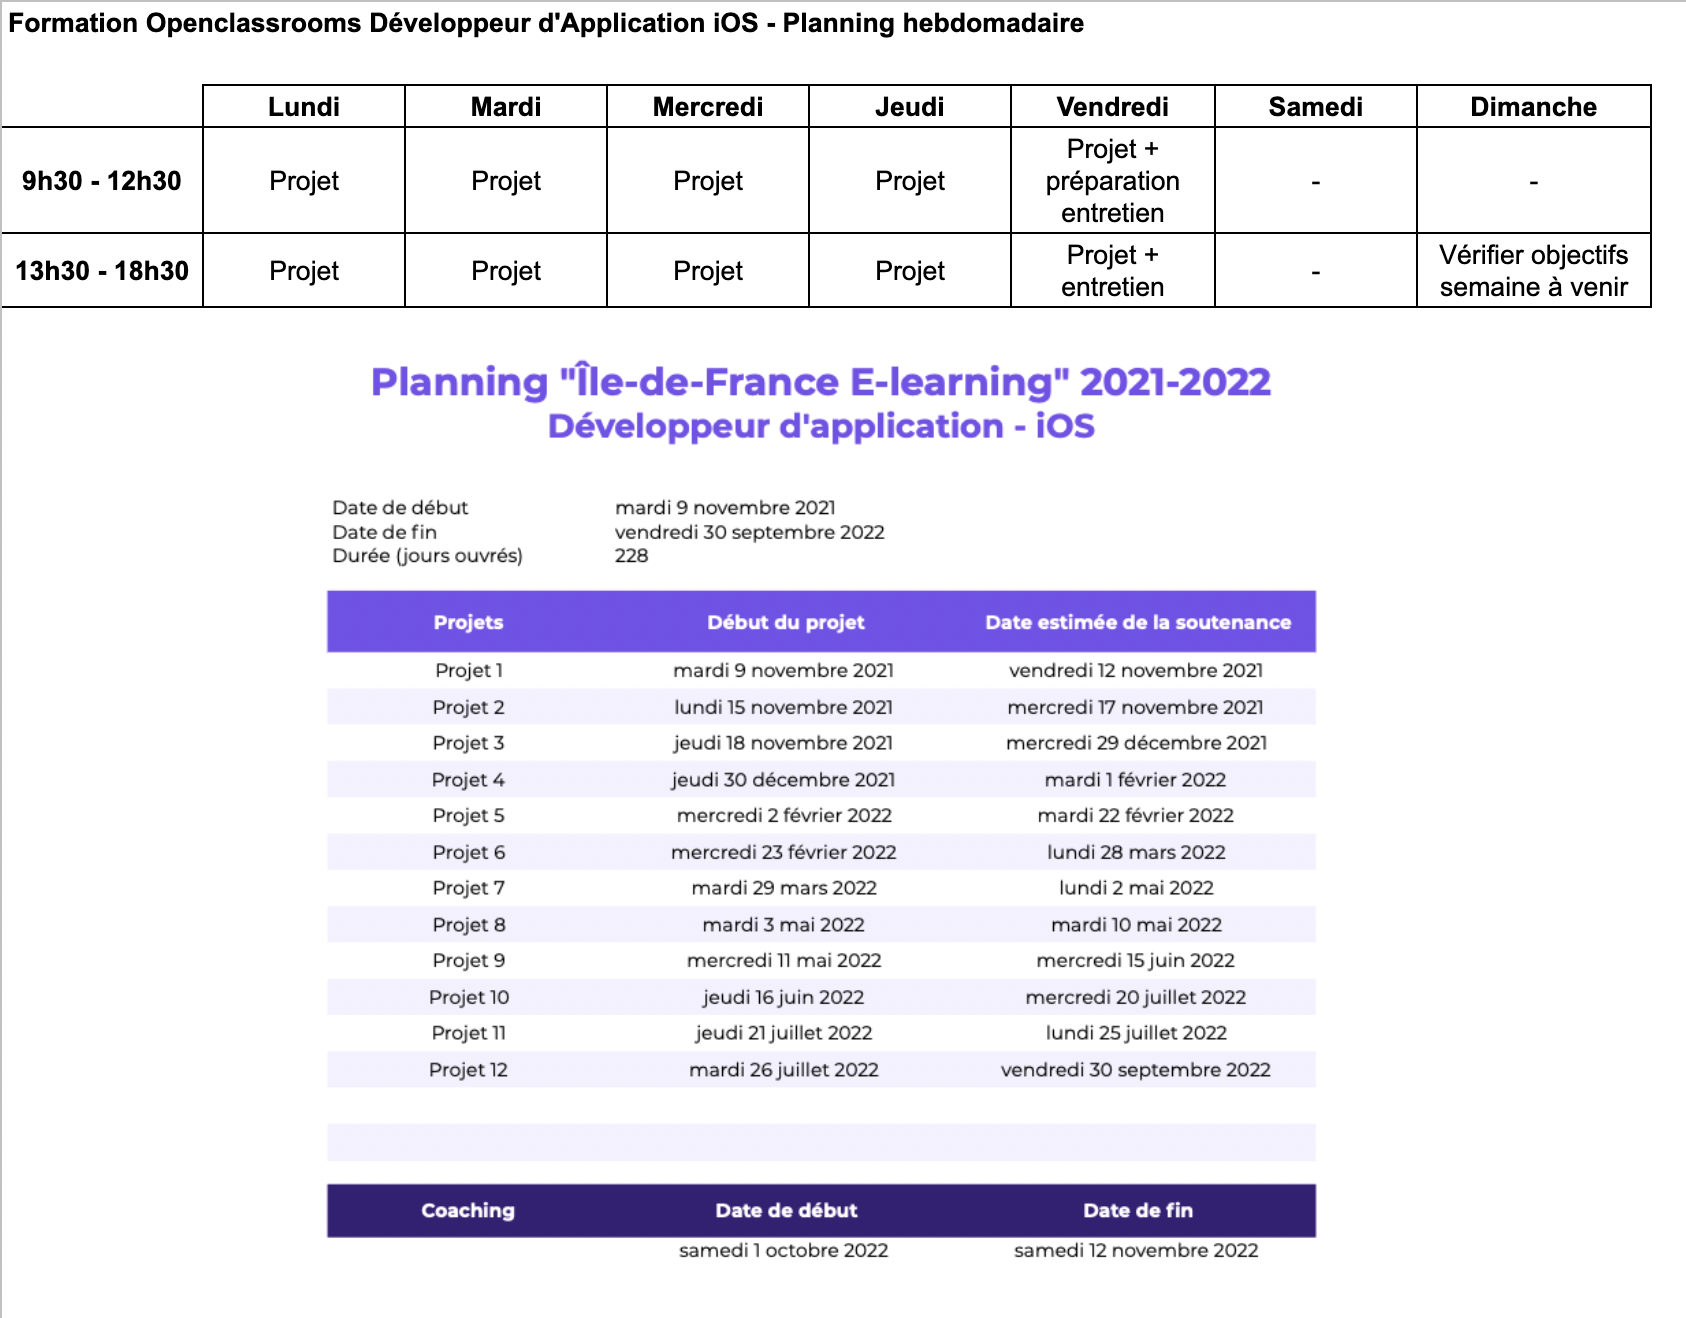 Formation Openclassrooms Développeur d'Application iOS - Planning hebdomadaire
Lundi Mardi Mercredi Jeudi Vendredi Samedi Dimanche
9h30 - 12h30 Projet Projet Projet Projet Projet + préparation entretien - -
13h30 - 18h30 Projet Projet Projet Projet Projet + entretien - Vérifier objectifs semaine à venir
Planning "Île-de-France E-learning" 2021-2022
Développeur d'application - iOS
Date de début mardi 9 novembre 2021
Date de fin vendredi 30 septembre 2022
Durée (jours ouvrés) 228
Projets Début du projet Date estimée de la soutenance
Projet 1 mardi 9 novembre 2021 vendredi 12 novembre 2021
Projet 2 lundi 15 novembre 2021 mercredi 17 novembre 2021
Projet 3 jeudi 18 novembre 2021 mercredi 29 décembre 2021
Projet 4 jeudi 30 décembre 2021 mardi 1 février 2022
Projet 5 mercredi 2 février 2022 mardi 22 février 2022
Projet 6 mercredi 23 février 2022 lundi 28 mars 2022
Projet 7 mardi 29 mars 2022 lundi 2 mai 2022
Projet 8 mardi 3 mai 2022 mardi 10 mai 2022
Projet 9 mercredi 11 mai 2022 mercredi 15 juin 2022
Projet 10 jeudi 16 juin 2022 mercredi 20 juillet 2022
Projet 11 jeudi 21 juillet 2022 lundi 25 juillet 2022
Projet 12 mardi 26 juillet 2022 vendredi 30 septembre 2022
Coaching Date de début Date de fin
samedi 1 octobre 2022 samedi 12 novembre 2022